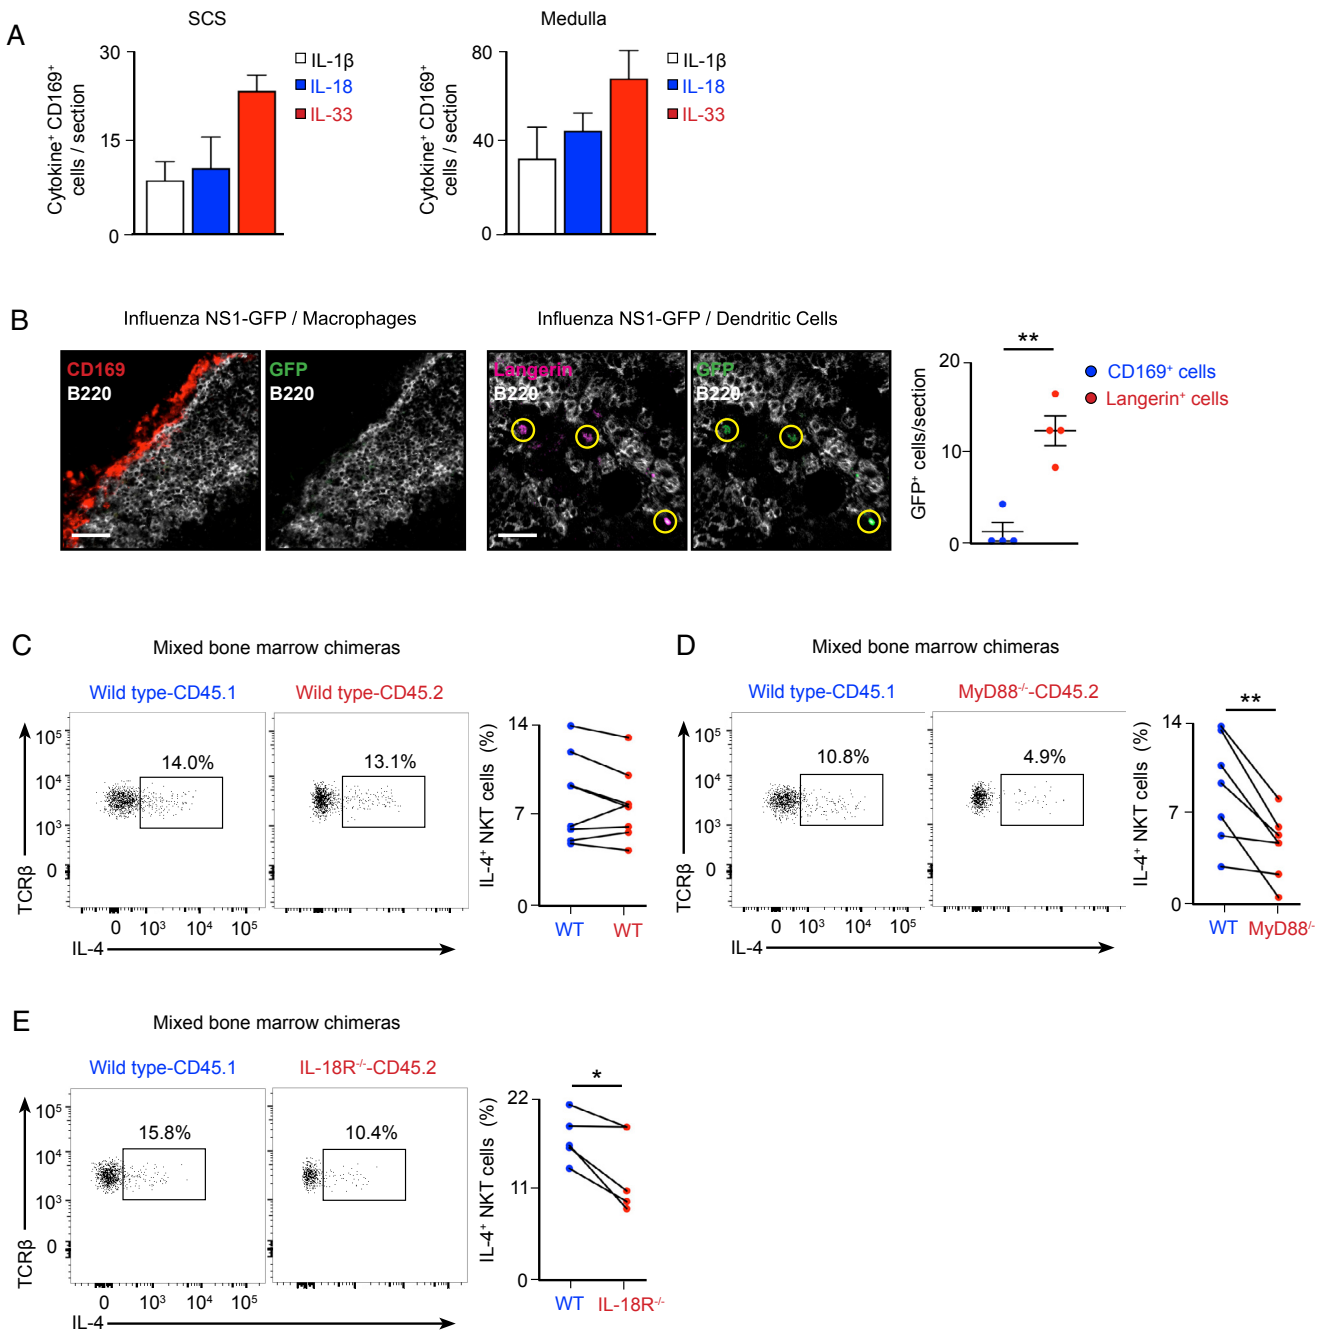 A
SCS
Cytokine⁺ CD169⁺
cells / section
30
15
0
IL-1β
IL-18
IL-33
Medulla
Cytokine⁺ CD169⁺
cells / section
80
40
0
IL-1β
IL-18
IL-33
B
Influenza NS1-GFP / Macrophages
CD169
B220
GFP
B220
Influenza NS1-GFP / Dendritic Cells
Langerin
B220
GFP
B220
GFP⁺ cells/section
20
10
0
**
CD169⁺ cells
Langerin⁺ cells
C
Mixed bone marrow chimeras
Wild type-CD45.1
Wild type-CD45.2
14.0%
13.1%
TCRβ
10⁵
10⁴
10³
0
0 10³ 10⁴ 10⁵
IL-4
IL-4⁺ NKT cells (%)
14
7
0
WT WT
D
Mixed bone marrow chimeras
Wild type-CD45.1
MyD88⁻/⁻-CD45.2
10.8%
4.9%
TCRβ
10⁵
10⁴
10³
0
0 10³ 10⁴ 10⁵
IL-4
IL-4⁺ NKT cells (%)
14
7
0
**
WT MyD88�/⁻
E
Mixed bone marrow chimeras
Wild type-CD45.1
IL-18R⁻/⁻-CD45.2
15.8%
10.4%
TCRβ
10⁵
10⁴
10³
0
0 10³ 10⁴ 10⁵
IL-4
IL-4⁺ NKT cells (%)
22
11
0
*
WT IL-18R⁻/⁻